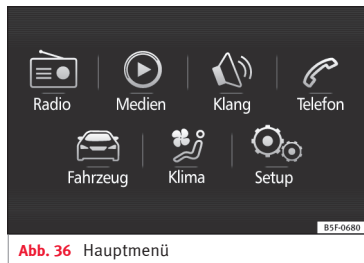 Radio Medien Klang Telefon
Fahrzeug Klima Setup
B5F-0680
Abb. 36 Hauptmenü